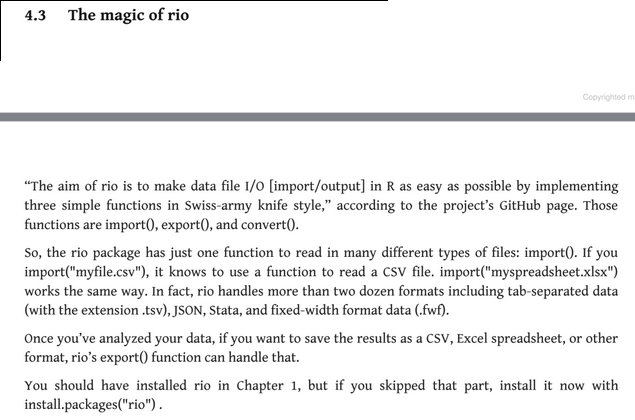 4.3 The magic of rio
Copyrighted m
“The aim of rio is to make data file I/O [import/output] in R as easy as possible by implementing
three simple functions in Swiss-army knife style,” according to the project’s GitHub page. Those
functions are import(), export(), and convert().
So, the rio package has just one function to read in many different types of files: import(). If you
import("myfile.csv"), it knows to use a function to read a CSV file. import("myspreadsheet.xlsx")
works the same way. In fact, rio handles more than two dozen formats including tab-separated data
(with the extension .tsv), JSON, Stata, and fixed-width format data (.fwf).
Once you’ve analyzed your data, if you want to save the results as a CSV, Excel spreadsheet, or other
format, rio’s export() function can handle that.
You should have installed rio in Chapter 1, but if you skipped that part, install it now with
install.packages("rio") .